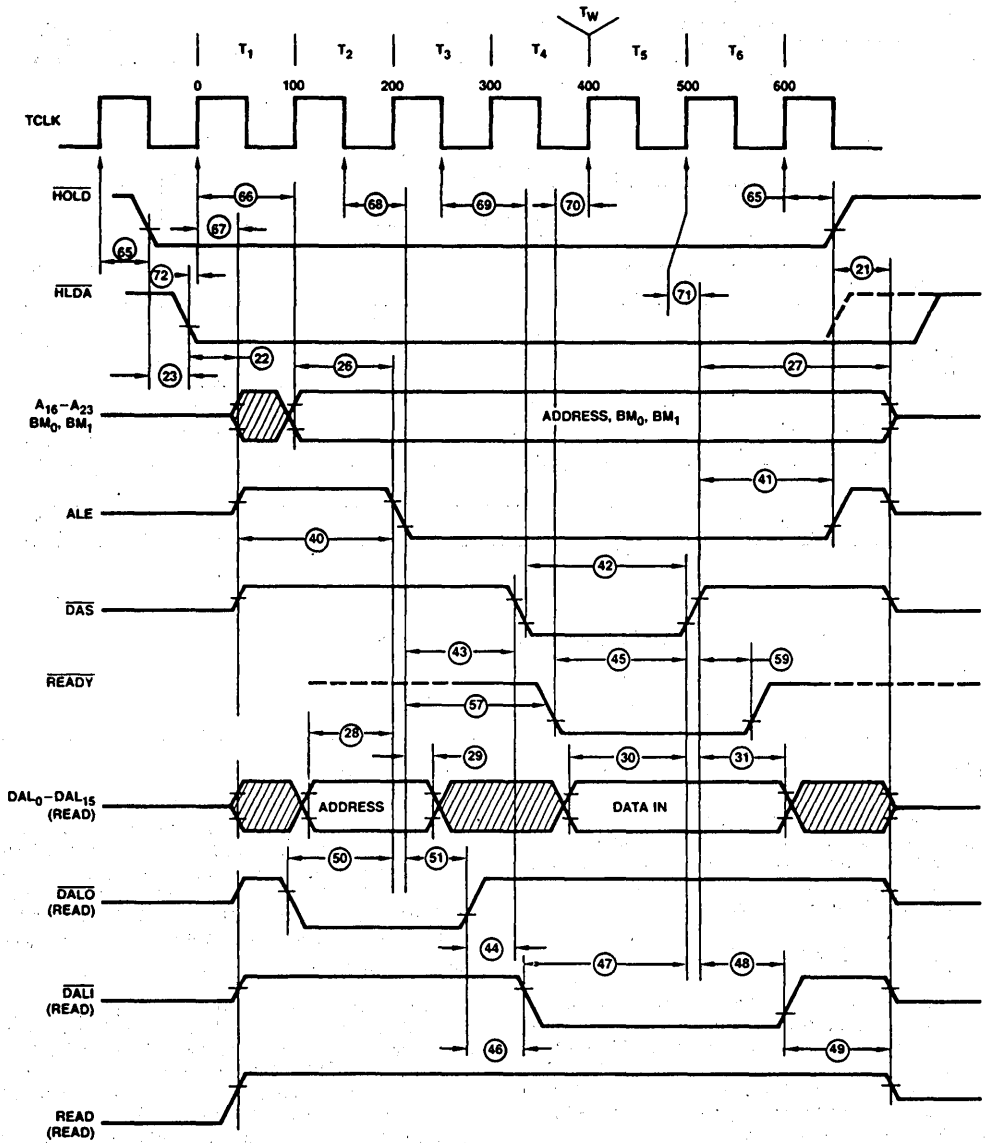 TW
T1 T2 T3 T4 T5 T6
0 100 200 300 400 500 600
TCLK
HOLD
66 68 69 70 65
67
65
72
HLDA
21
71
22
23 26 27
A16–A23
BM0, BM1
ADDRESS, BM0, BM1
41
ALE
40
42
DAS
43 45 59
READY
57
28
29 30 31
DAL0–DAL15
(READ)
ADDRESS DATA IN
50 51
DALO
(READ)
44
47 48
DALI
(READ)
46 49
READ
(READ)